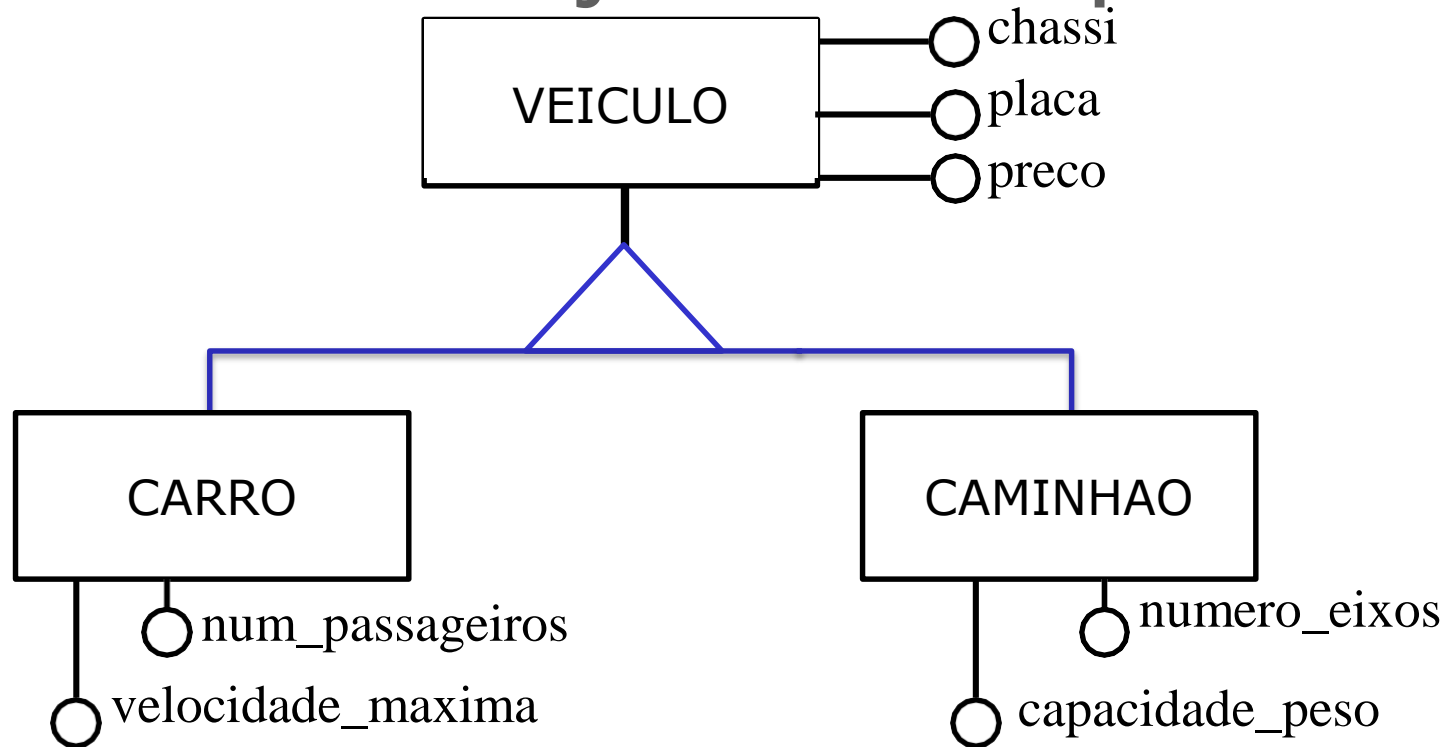 chassi
VEICULO
placa
preco
CARRO
CAMINHAO
num_passageiros
numero_eixos
velocidade_maxima
capacidade_peso